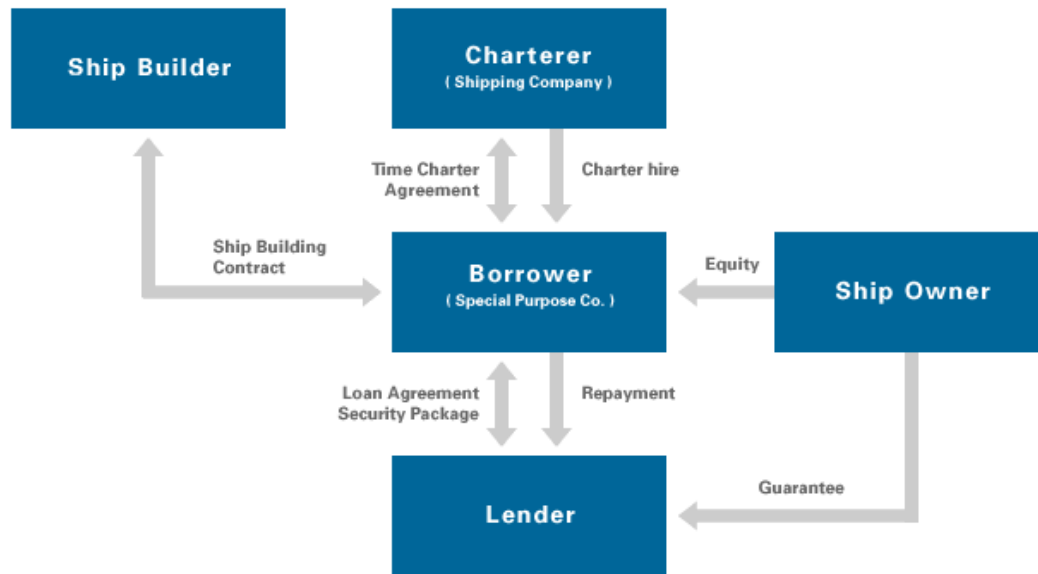 Ship Builder
Charterer
( Shipping Company )
Time Charter
Agreement
Charter hire
Ship Building
Contract
Borrower
( Special Purpose Co. )
Equity
Ship Owner
Loan Agreement
Security Package
Repayment
Lender
Guarantee